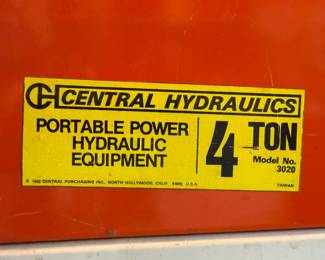 CENTRAL HYDRAULICS
PORTABLE POWER
HYDRAULIC
EQUIPMENT
4 TON
Model No.
3020
© 1982 CENTRAL PURCHASING INC., NORTH HOLLYWOOD, CALIF. 91605, U.S.A.
TAIWAN